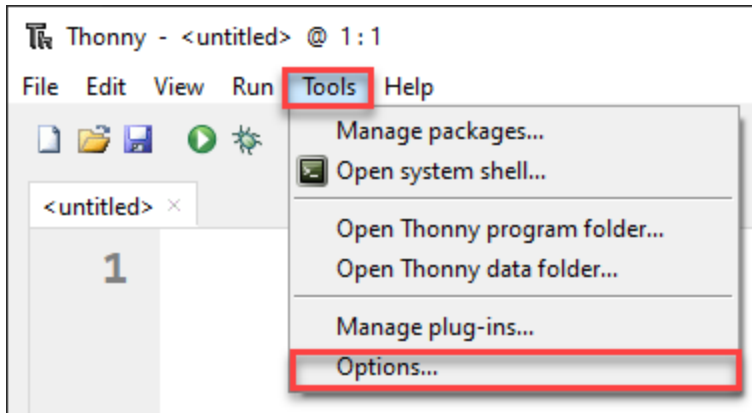 Thonny - <untitled> @ 1:1
File Edit View Run Tools Help
Manage packages...
Open system shell...
<untitled> ×
Open Thonny program folder...
1
Open Thonny data folder...
Manage plug-ins...
Options...